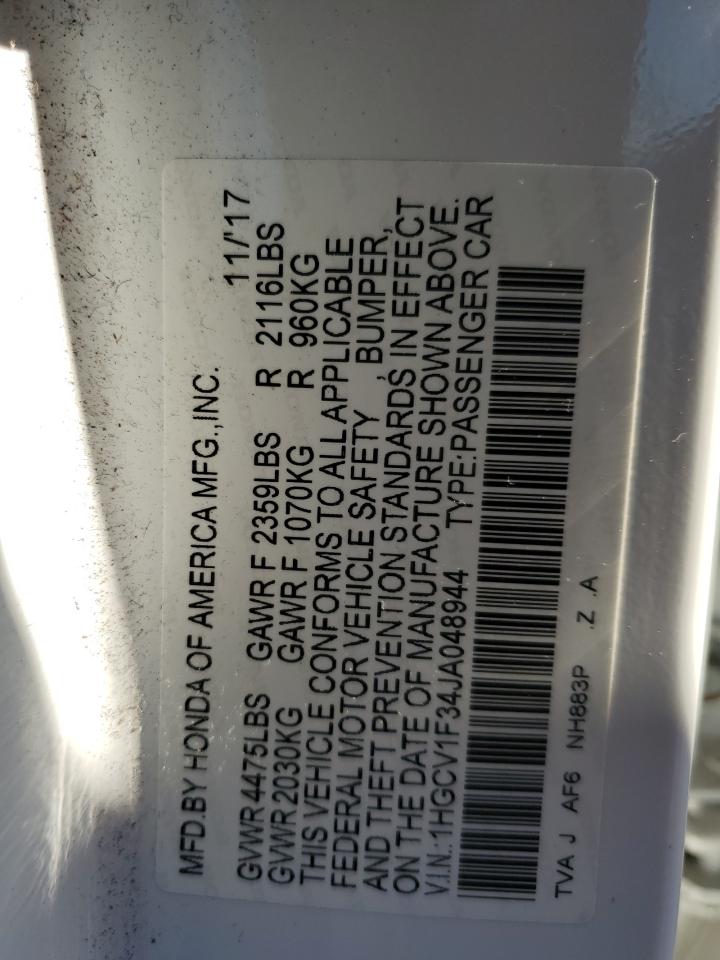 MFD.BY HONDA OF AMERICA MFG.,INC. 11/'17
GVWR 4475LBS GAWR F 2359LBS R 2116LBS
GVWR 2030KG GAWR F 1070KG R 960KG
THIS VEHICLE CONFORMS TO ALL APPLICABLE
FEDERAL MOTOR VEHICLE SAFETY , BUMPER,
AND THEFT PREVENTION STANDARDS IN EFFECT
ON THE DATE OF MANUFACTURE SHOWN ABOVE.
V.I.N.:1HGCV1F34JA048944 TYPE:PASSENGER CAR
TVA J AF6 NH883P .Z .A